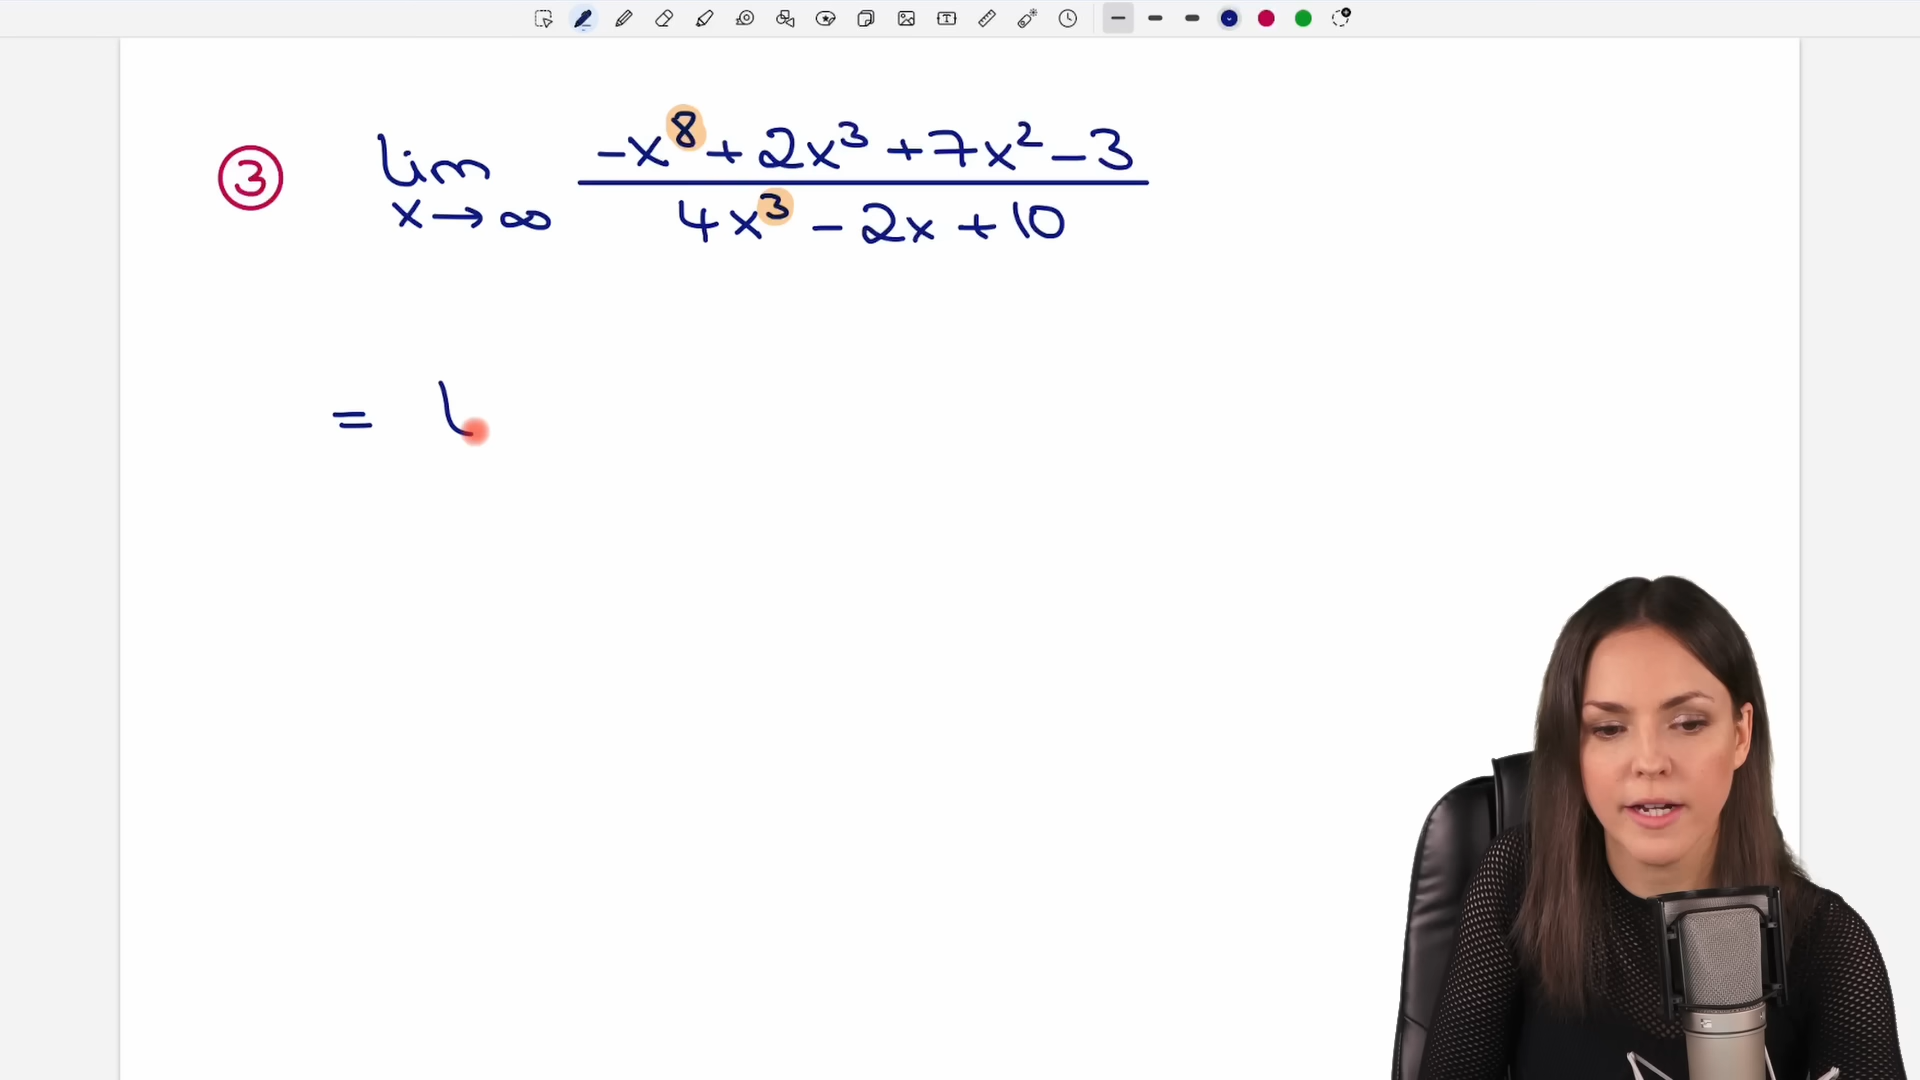 ③ lim x→∞ (-x⁸ + 2x³ + 7x² - 3) / (4x³ - 2x + 10)
= l